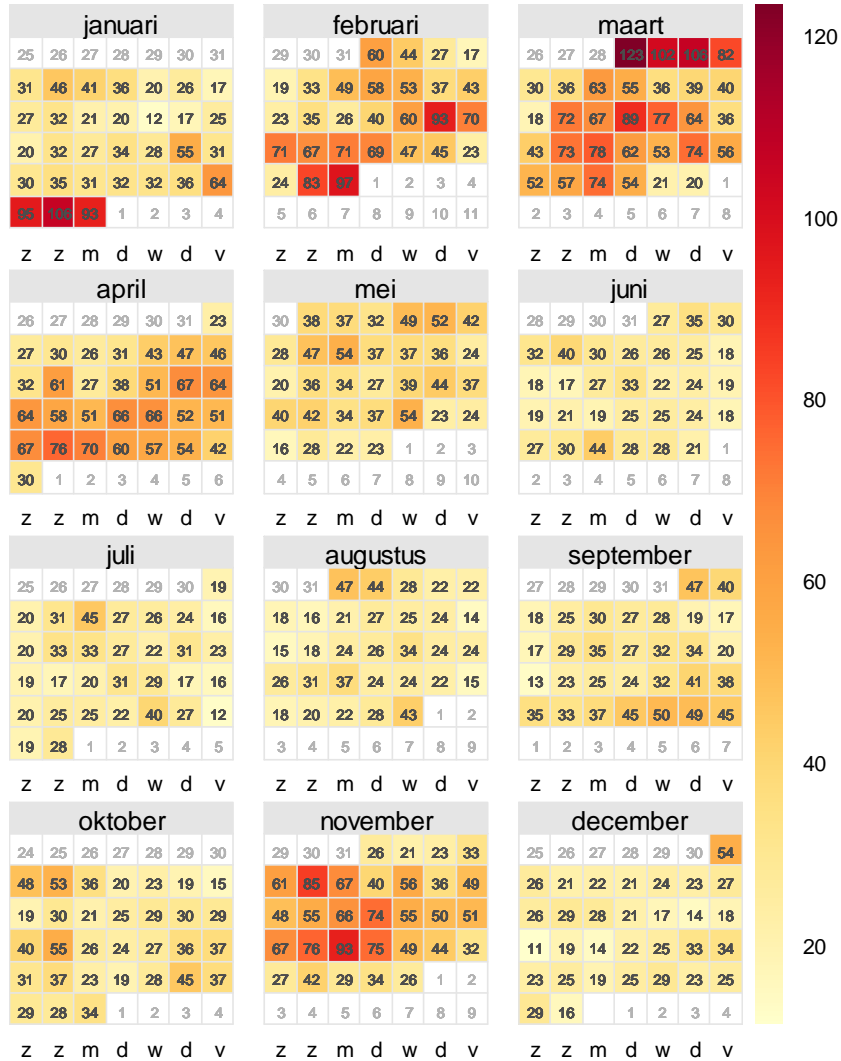 januari februari maart
25 26 27 28 29 30 31 29 30 31 60 44 27 17 26 27 28 123 102 106 82 120
31 46 41 36 20 26 17 19 33 49 58 53 37 43 30 36 63 55 36 39 40
27 32 21 20 12 17 25 23 35 26 40 60 93 70 18 72 67 89 77 64 36
20 32 27 34 28 55 31 71 67 71 69 47 45 23 43 73 78 62 53 74 56
30 35 31 32 32 36 64 24 83 97 1 2 3 4 52 57 74 54 21 20 1
95 106 93 1 2 3 4 5 6 7 8 9 10 11 2 3 4 5 6 7 8 100
z z m d w d v z z m d w d v z z m d w d v
april mei juni
26 27 28 29 30 31 23 30 38 37 32 49 52 42 28 29 30 31 27 35 30
27 30 26 31 43 47 46 28 47 54 37 37 36 24 32 40 30 26 26 25 18
32 61 27 38 51 67 64 20 36 34 27 39 44 37 18 17 27 33 22 24 19 80
64 58 51 66 66 52 51 40 42 34 37 54 23 24 19 21 19 25 25 24 18
67 76 70 60 57 54 42 16 28 22 23 1 2 3 27 30 44 28 28 21 1
30 1 2 3 4 5 6 4 5 6 7 8 9 10 2 3 4 5 6 7 8
z z m d w d v z z m d w d v z z m d w d v
juli augustus september
25 26 27 28 29 30 19 30 31 47 44 28 22 22 27 28 29 30 31 47 40 60
20 31 45 27 26 24 16 18 16 21 27 25 24 14 18 25 30 27 28 19 17
20 33 33 27 22 31 23 15 18 24 26 34 24 24 17 29 35 27 32 34 20
19 17 20 31 29 17 16 26 31 37 24 24 22 15 13 23 25 24 32 41 38
20 25 25 22 40 27 12 18 20 22 28 43 1 2 35 33 37 45 50 49 45
19 28 1 2 3 4 5 3 4 5 6 7 8 9 1 2 3 4 5 6 7 40
z z m d w d v z z m d w d v z z m d w d v
oktober november december
24 25 26 27 28 29 30 29 30 31 26 21 23 33 25 26 27 28 29 30 54
48 53 36 20 23 19 15 61 85 67 40 56 36 49 26 21 22 21 24 23 27
19 30 21 25 29 30 29 48 55 66 74 55 50 51 26 29 28 21 17 14 18
40 55 26 24 27 36 37 67 76 93 75 49 44 32 11 19 14 22 25 33 34 20
31 37 23 19 28 45 37 27 42 29 34 26 1 2 23 25 19 25 29 23 25
29 28 34 1 2 3 4 3 4 5 6 7 8 9 29 16 1 2 3 4
z z m d w d v z z m d w d v z z m d w d v